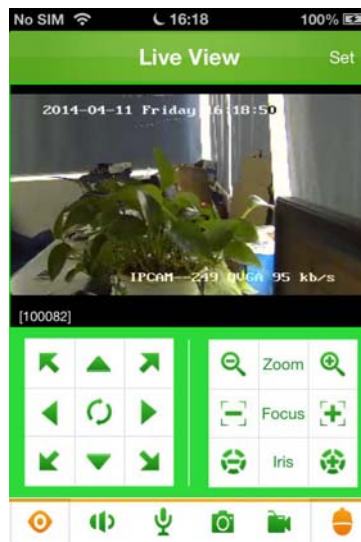 No SIM 16:18 100%
Live View Set
2014-04-11 Friday 16:18:50
IPCAM--249 QVGA 95 kb/s
[100082]
Zoom
Focus
Iris